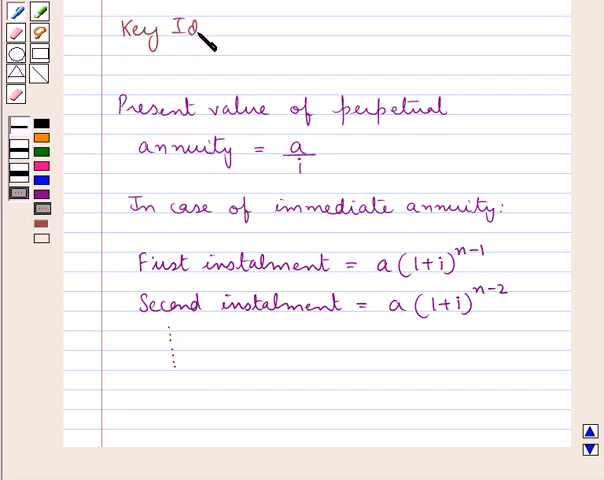 Key Id
Present value of perpetual
annuity = a/i
In case of immediate annuity:
First instalment = a(1+i)^{n-1}
Second instalment = a(1+i)^{n-2}